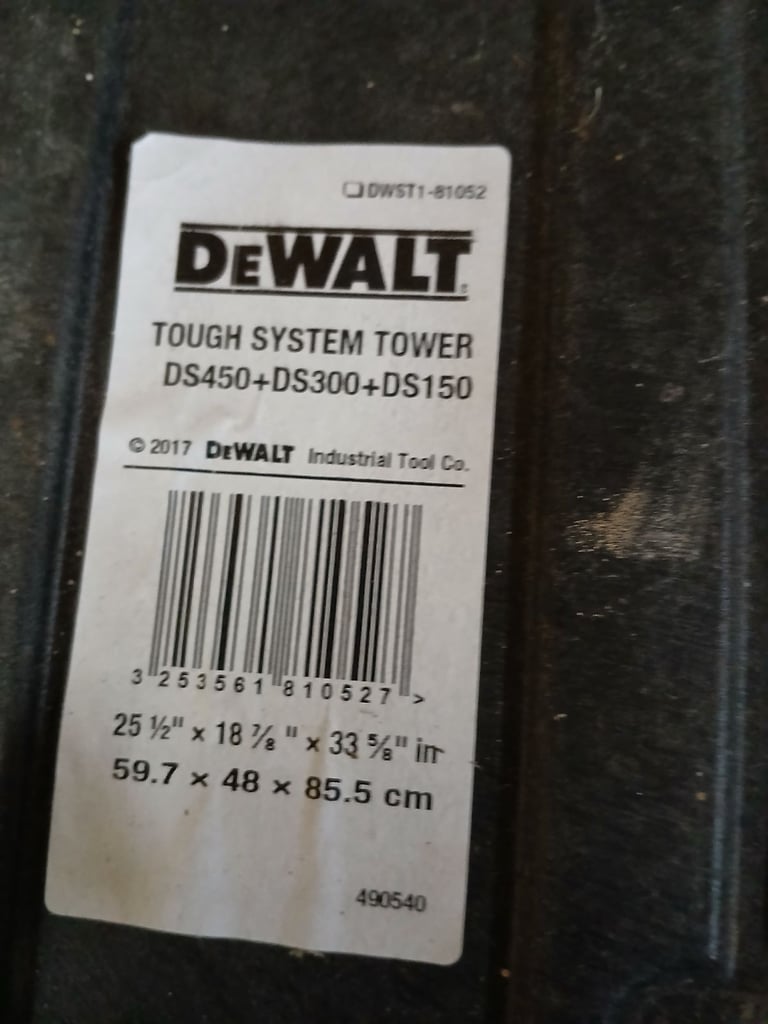 DWST1-81052
DEWALT
TOUGH SYSTEM TOWER
DS450+DS300+DS150
© 2017 DEWALT Industrial Tool Co.
3 253561 810527 >
25 ½" x 18 ⅞ " x 33 ⅝" in
59.7 x 48 x 85.5 cm
490540